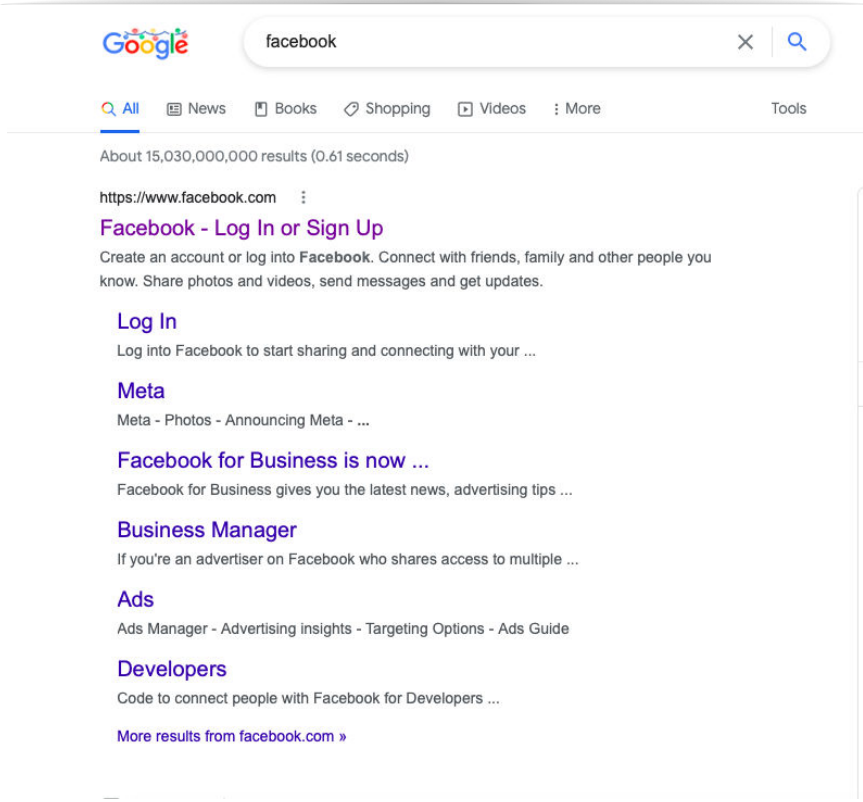 Google
facebook
All News Books Shopping Videos More Tools
About 15,030,000,000 results (0.61 seconds)
https://www.facebook.com
Facebook - Log In or Sign Up
Create an account or log into Facebook. Connect with friends, family and other people you
know. Share photos and videos, send messages and get updates.
Log In
Log into Facebook to start sharing and connecting with your ...
Meta
Meta - Photos - Announcing Meta - ...
Facebook for Business is now ...
Facebook for Business gives you the latest news, advertising tips ...
Business Manager
If you're an advertiser on Facebook who shares access to multiple ...
Ads
Ads Manager - Advertising insights - Targeting Options - Ads Guide
Developers
Code to connect people with Facebook for Developers ...
More results from facebook.com »